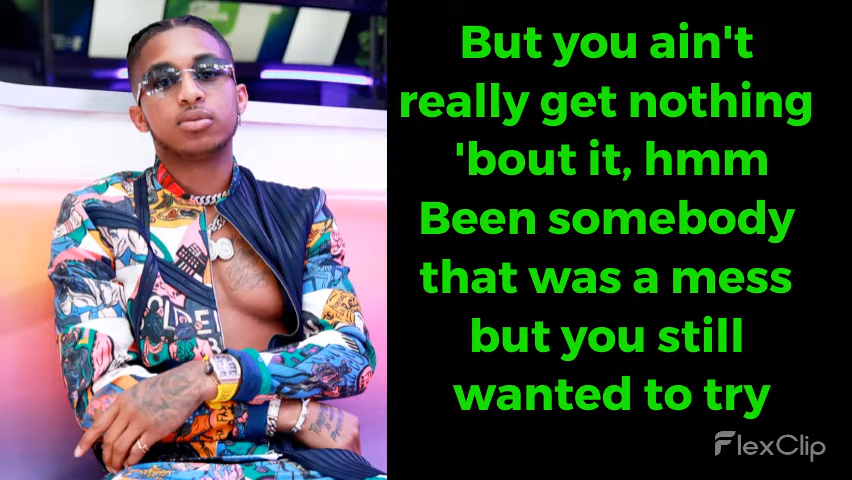 But you ain't
really get nothing
'bout it, hmm
Been somebody
that was a mess
but you still
wanted to try
FlexClip